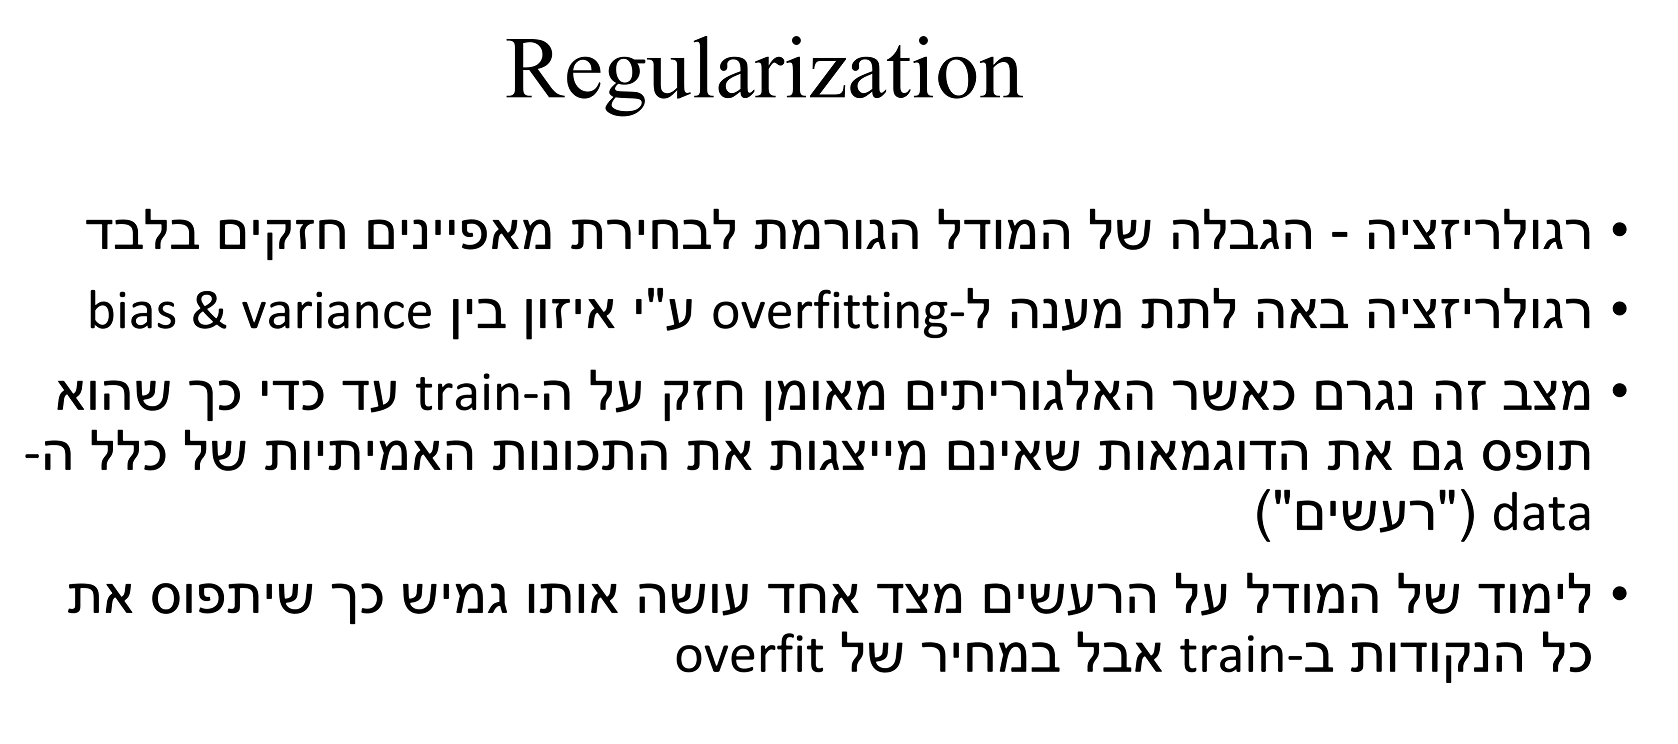 Regularization
• רגולריזציה - הגבלה של המודל הגורמת לבחירת מאפיינים חזקים בלבד
• רגולריזציה באה לתת מענה ל-overfitting ע"י איזון בין bias & variance
• מצב זה נגרם כאשר האלגוריתים מאומן חזק על ה-train עד כדי כך שהוא
תופס גם את הדוגמאות שאינם מייצגות את התכונות האמיתיות של כלל ה-
data ("רעשים")
• לימוד של המודל על הרעשים מצד אחד עושה אותו גמיש כך שיתפוס את
כל הנקודות ב-train אבל במחיר של overfit